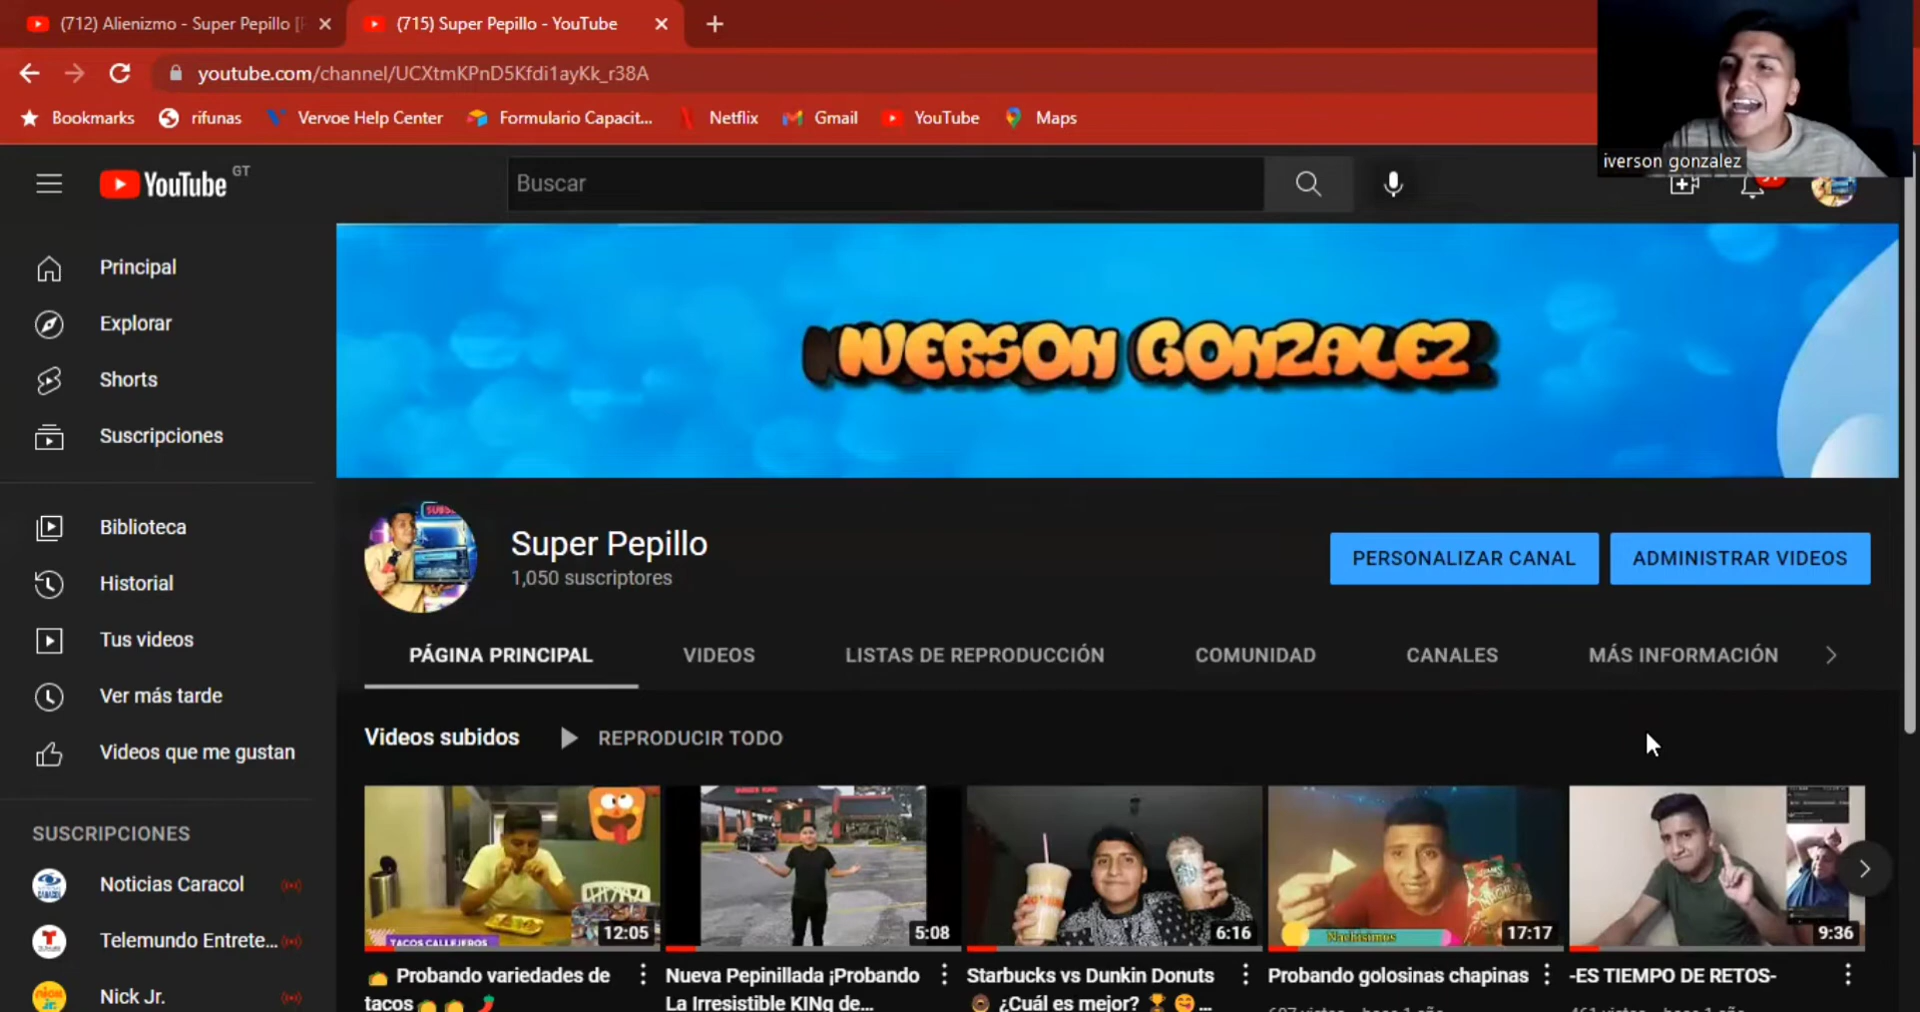 (712) Alienizmo - Super Pepillo
(715) Super Pepillo - YouTube
youtube.com/channel/UCXtmKPnD5Kfdi1ayKk_r38A
Bookmarks
rifunas
Vervoe Help Center
Formulario Capacit...
Netflix
Gmail
YouTube
Maps
iverson gonzalez
YouTube GT
Buscar
Principal
Explorar
Shorts
Suscripciones
IVERSON GONZALEZ
Super Pepillo
1,050 suscriptores
PERSONALIZAR CANAL
ADMINISTRAR VIDEOS
Biblioteca
Historial
Tus videos
Ver más tarde
Videos que me gustan
PÁGINA PRINCIPAL
VIDEOS
LISTAS DE REPRODUCCIÓN
COMUNIDAD
CANALES
MÁS INFORMACIÓN
Videos subidos
REPRODUCIR TODO
SUSCRIPCIONES
Noticias Caracol
Telemundo Entrete...
Nick Jr.
TACOS CALLEJEROS
12:05
5:08
6:16
Nachisimos
17:17
9:36
🌮 Probando variedades de
tacos 🌮 🌮 🌶️
Nueva Pepinillada ¡Probando
La Irresistible KINg de...
Starbucks vs Dunkin Donuts
🍩 ¿Cuál es mejor? 🏆 😋 ...
Probando golosinas chapinas
-ES TIEMPO DE RETOS-